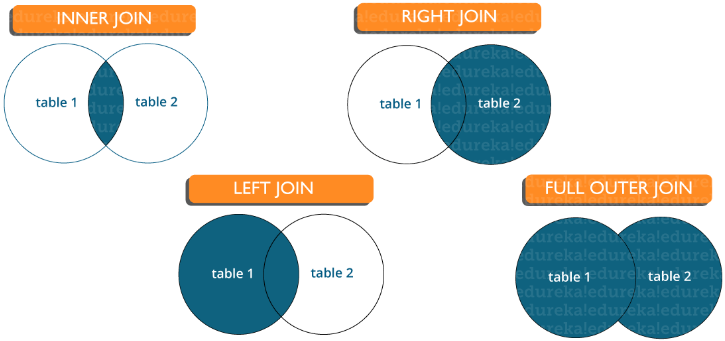 INNER JOIN
table 1
table 2
RIGHT JOIN
table 1
table 2
LEFT JOIN
table 1
table 2
FULL OUTER JOIN
table 1
table 2
edureka!